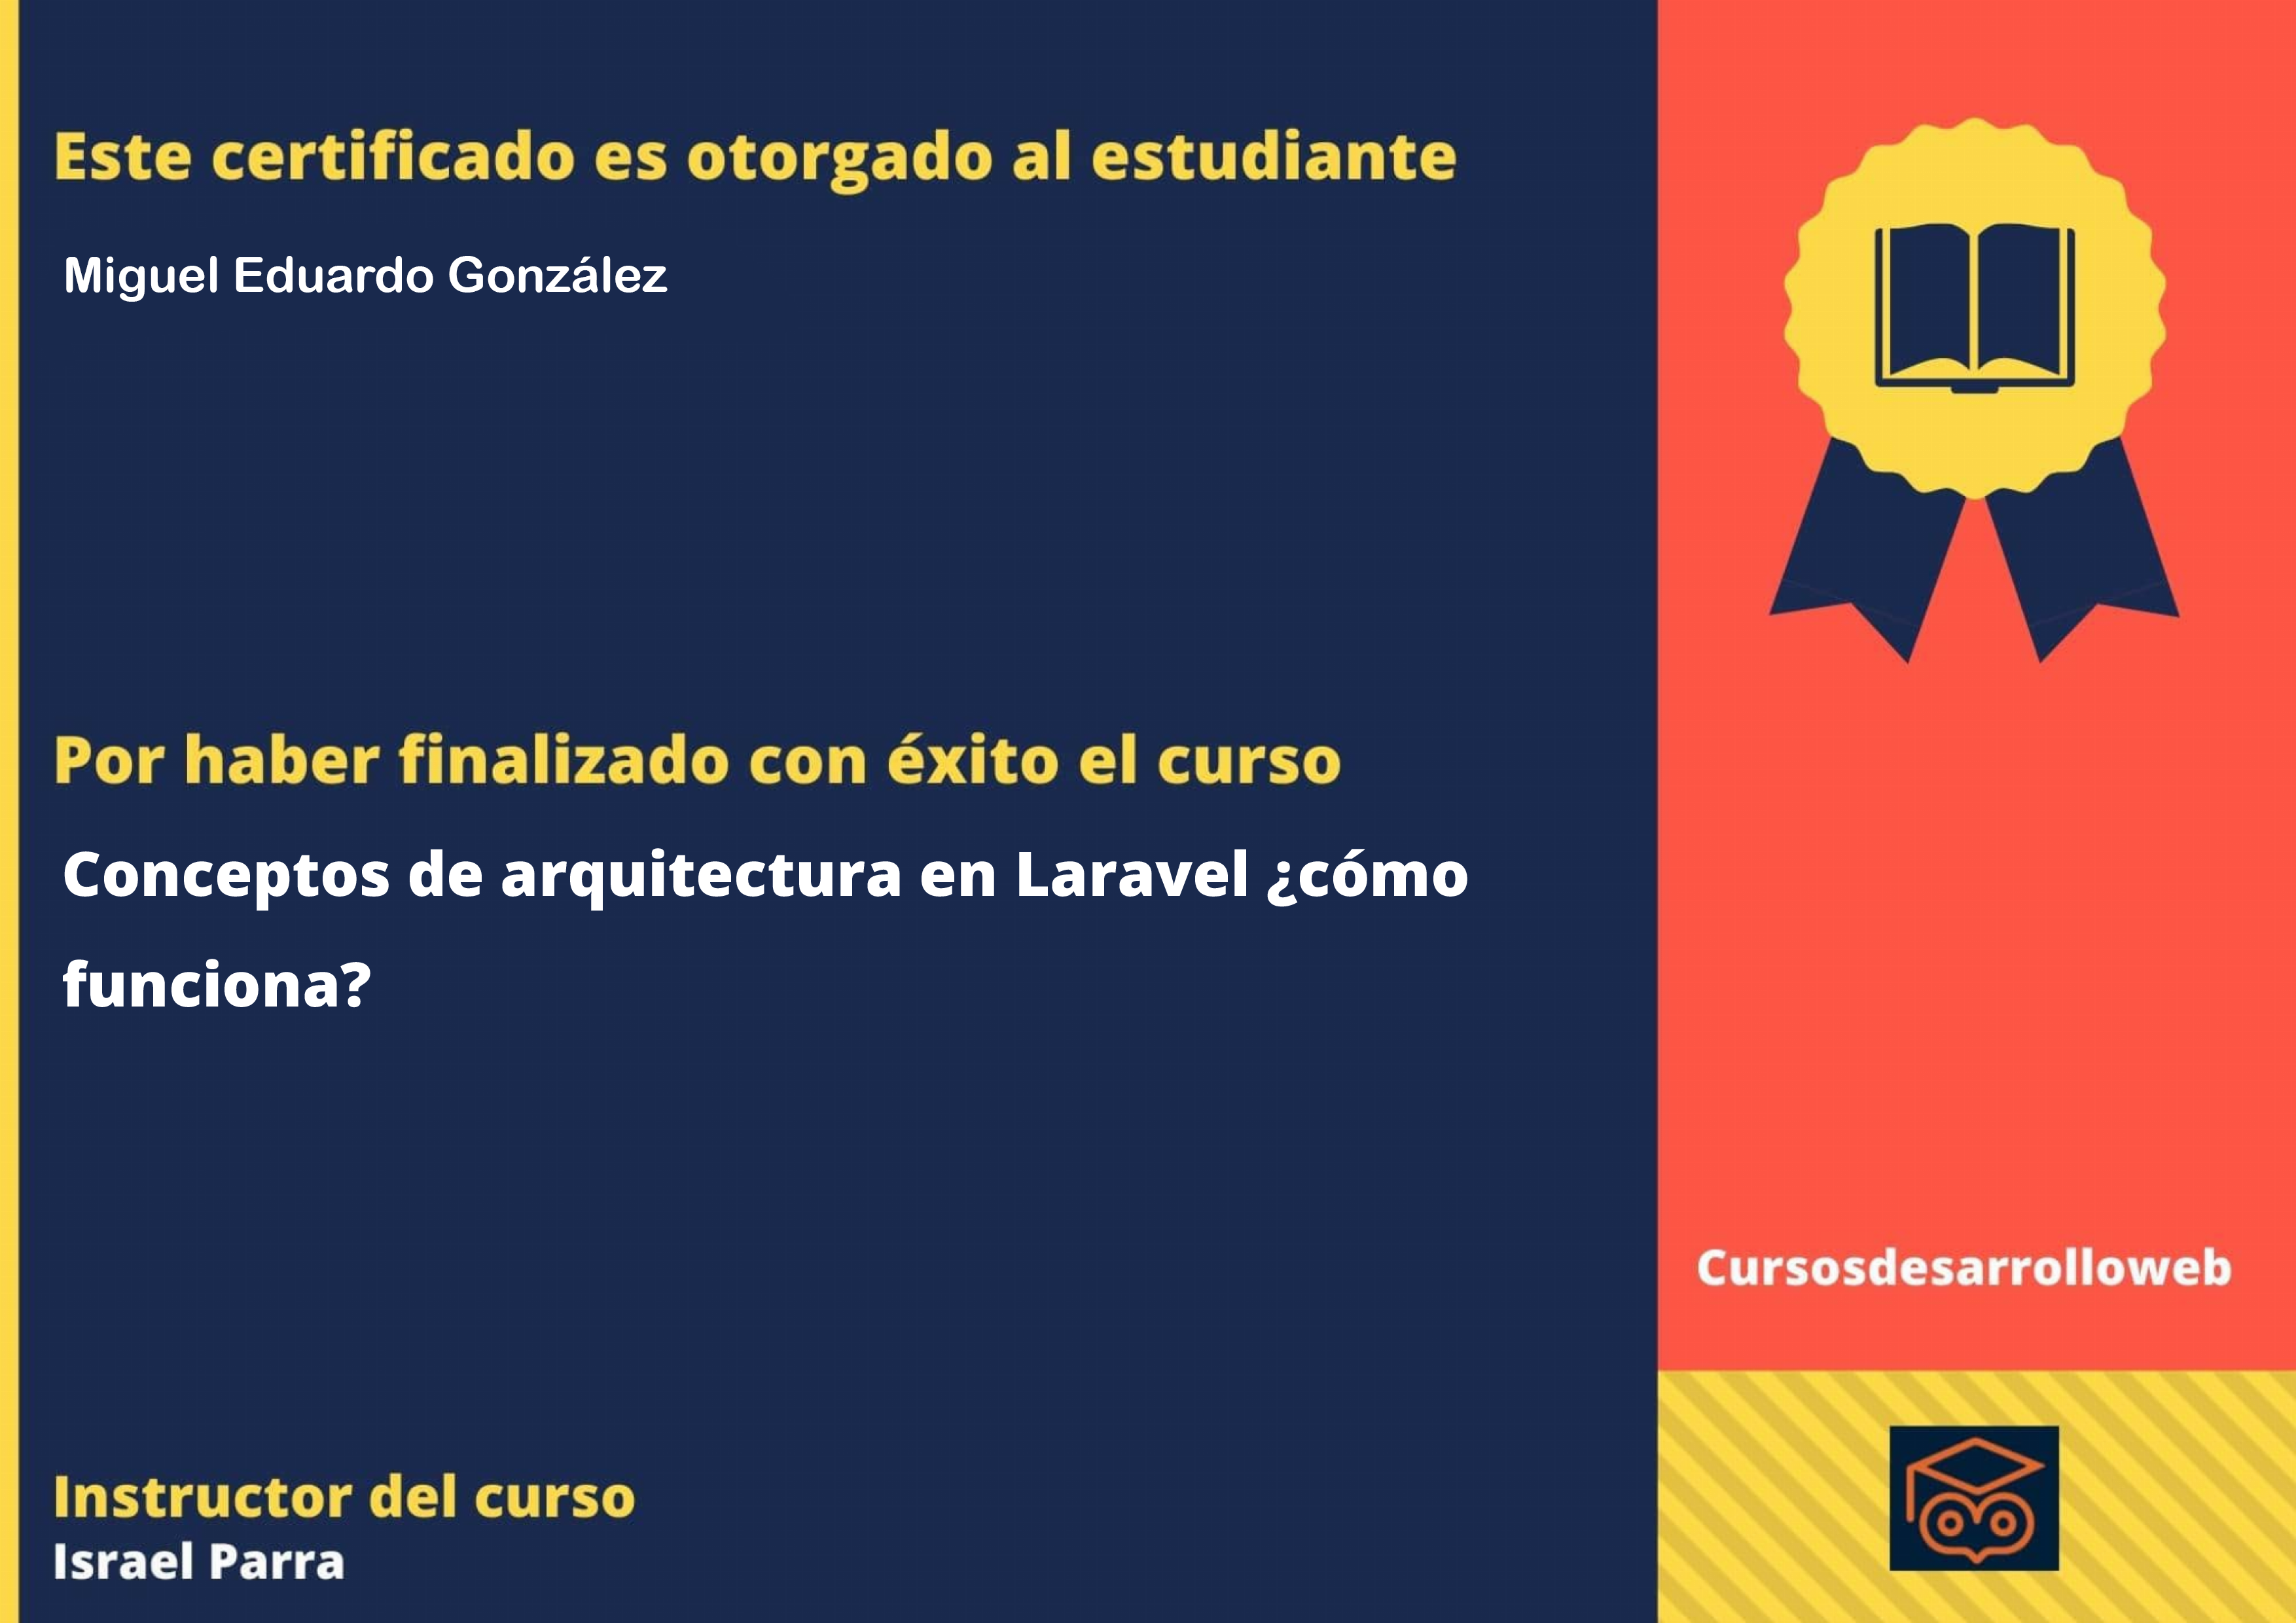 Este certificado es otorgado al estudiante
Miguel Eduardo González
Por haber finalizado con éxito el curso
Conceptos de arquitectura en Laravel ¿cómo
funciona?
Cursosdesarrolloweb
Instructor del curso
Israel Parra